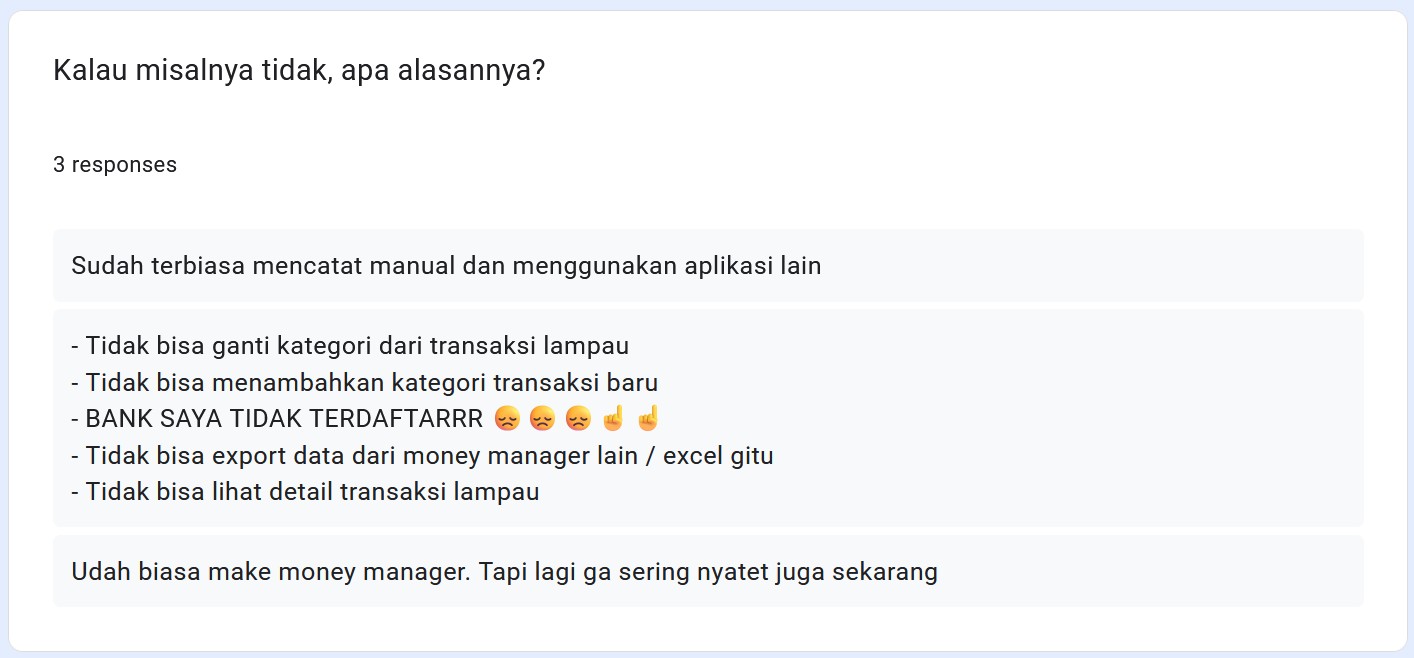 Kalau misalnya tidak, apa alasannya?
3 responses
Sudah terbiasa mencatat manual dan menggunakan aplikasi lain
- Tidak bisa ganti kategori dari transaksi lampau
- Tidak bisa menambahkan kategori transaksi baru
- BANK SAYA TIDAK TERDAFTARRR 😞 😞 😞 ☝️ ☝️
- Tidak bisa export data dari money manager lain / excel gitu
- Tidak bisa lihat detail transaksi lampau
Udah biasa make money manager. Tapi lagi ga sering nyatet juga sekarang